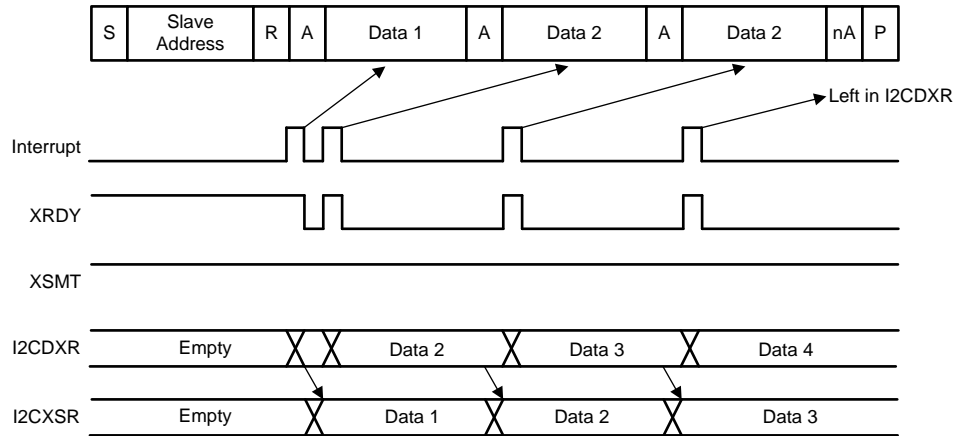 S Slave Address R A Data 1 A Data 2 A Data 2 nA P
Left in I2CDXR
Interrupt
XRDY
XSMT
I2CDXR Empty Data 2 Data 3 Data 4
I2CXSR Empty Data 1 Data 2 Data 3